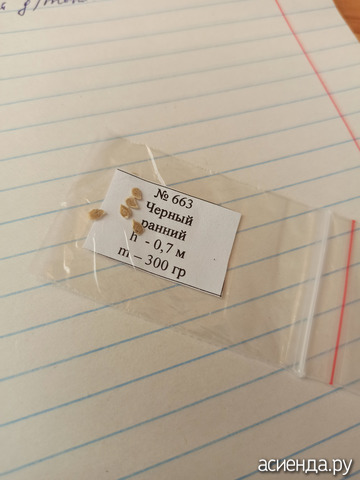 № 663
Черный
ранний
h - 0,7 м
m – 300 гр
асиенда.ру